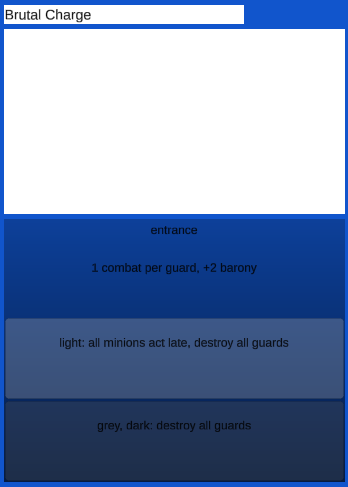 Brutal Charge
entrance
1 combat per guard, +2 barony
light: all minions act late, destroy all guards
grey, dark: destroy all guards